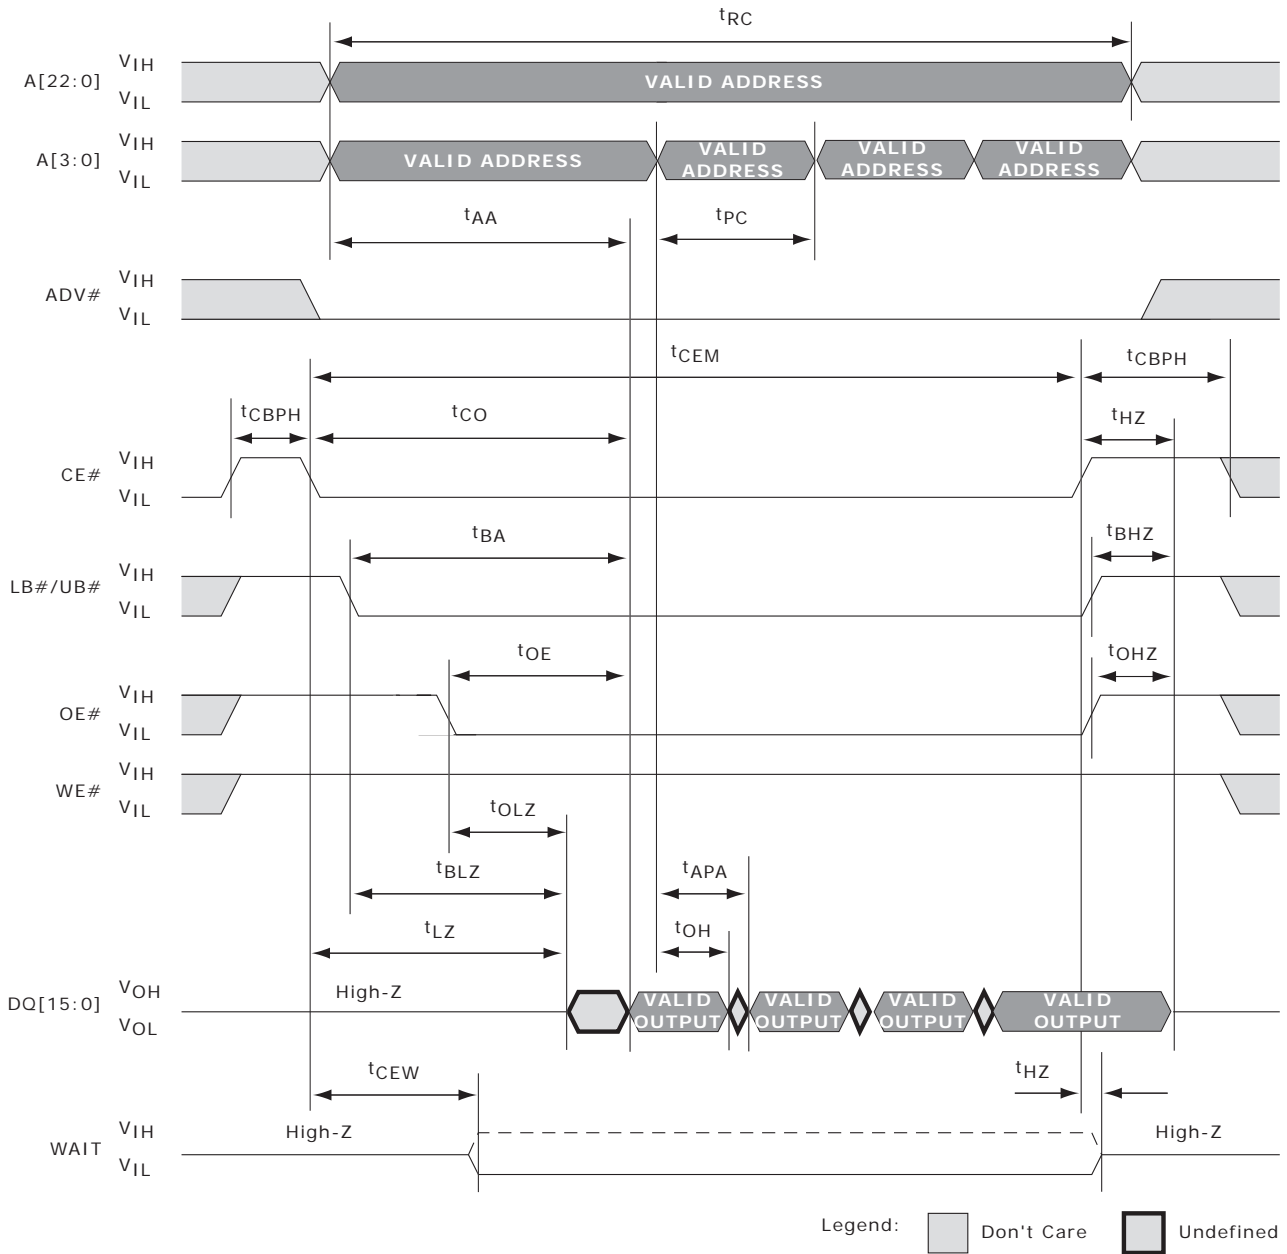 tRC
A[22:0] VIH VIL VALID ADDRESS
A[3:0] VIH VIL VALID ADDRESS VALID ADDRESS VALID ADDRESS VALID ADDRESS
tAA tPC
ADV# VIH VIL
tCEM tCBPH
tCBPH tCO tHZ
CE# VIH VIL
tBA tBHZ
LB#/UB# VIH VIL
tOE tOHZ
OE# VIH VIL
WE# VIH VIL
tOLZ
tBLZ tAPA
tLZ tOH
DQ[15:0] VOH VOL High-Z VALID OUTPUT VALID OUTPUT VALID OUTPUT VALID OUTPUT
tCEW tHZ
WAIT VIH VIL High-Z High-Z
Legend: Don't Care Undefined